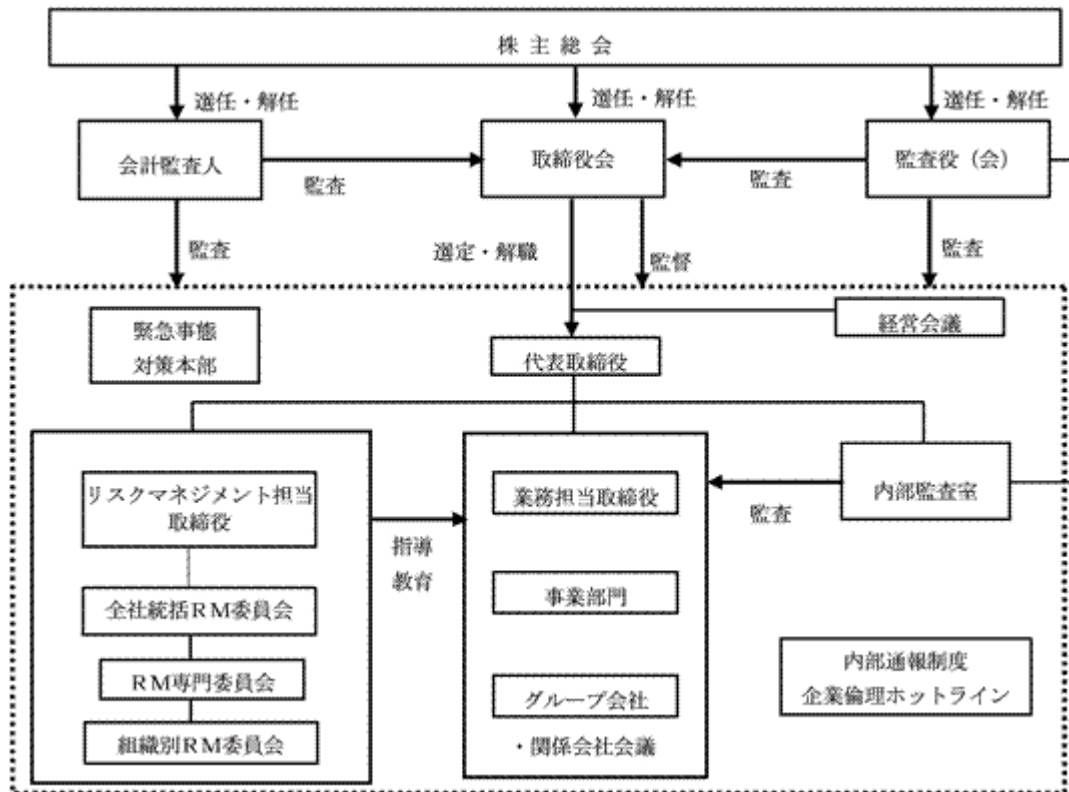 株 主 総 会
選任・解任
選任・解任
選任・解任
会計監査人
取締役会
監査役（会）
監査
監査
監査
選定・解職
監督
監査
緊急事態
対策本部
経営会議
代表取締役
リスクマネジメント担当
取締役
業務担当取締役
内部監査室
監査
指導
教育
全社統括ＲＭ委員会
事業部門
ＲＭ専門委員会
内部通報制度
企業倫理ホットライン
グループ会社
組織別ＲＭ委員会
・関係会社会議